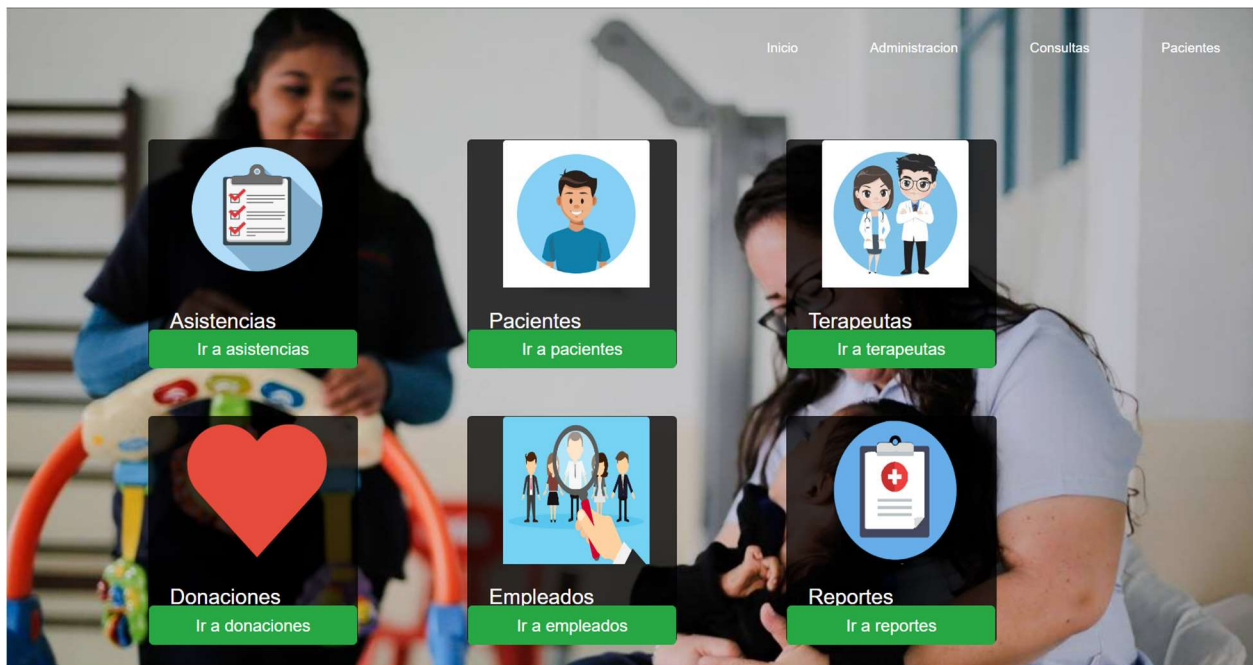 Inicio Administracion Consultas Pacientes
Asistencias
Ir a asistencias
Pacientes
Ir a pacientes
Terapeutas
Ir a terapeutas
Donaciones
Ir a donaciones
Empleados
Ir a empleados
Reportes
Ir a reportes